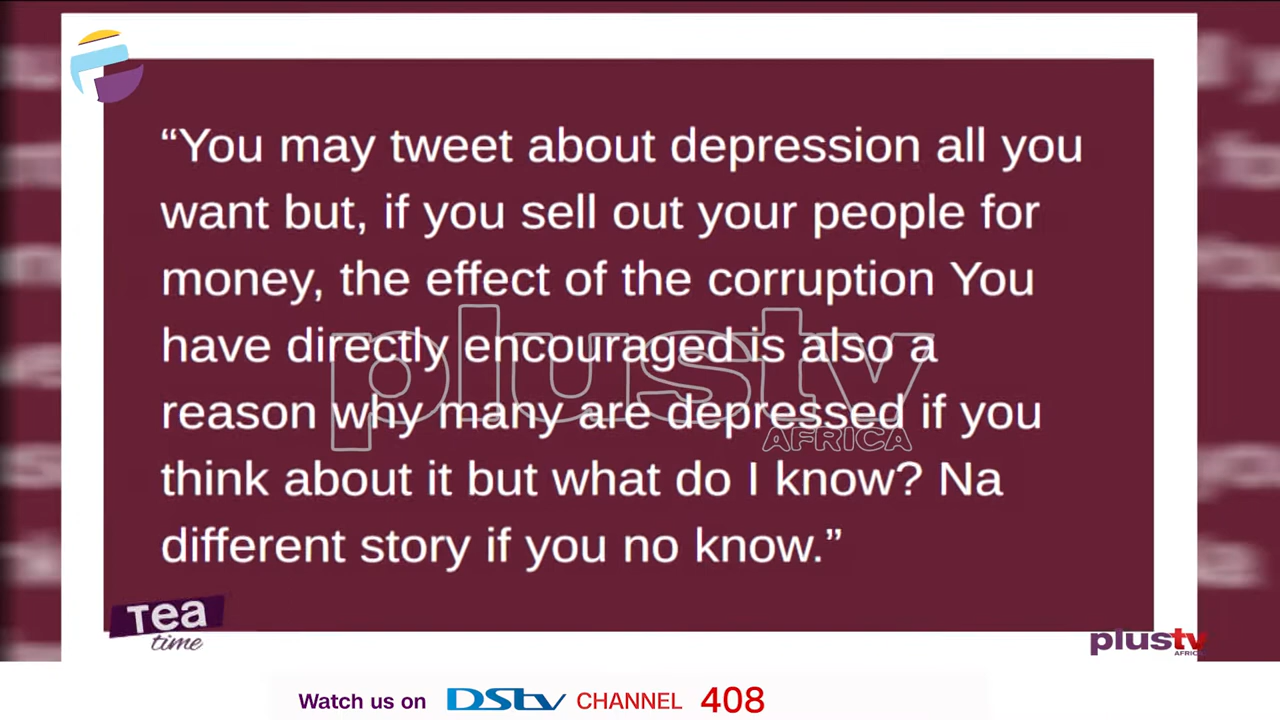 “You may tweet about depression all you
want but, if you sell out your people for
money, the effect of the corruption You
have directly encouraged is also a
reason why many are depressed if you
think about it but what do I know? Na
different story if you no know.”
plustv
AFRICA
Tea
time
plustv
AFRICA
Watch us on DStv CHANNEL 408